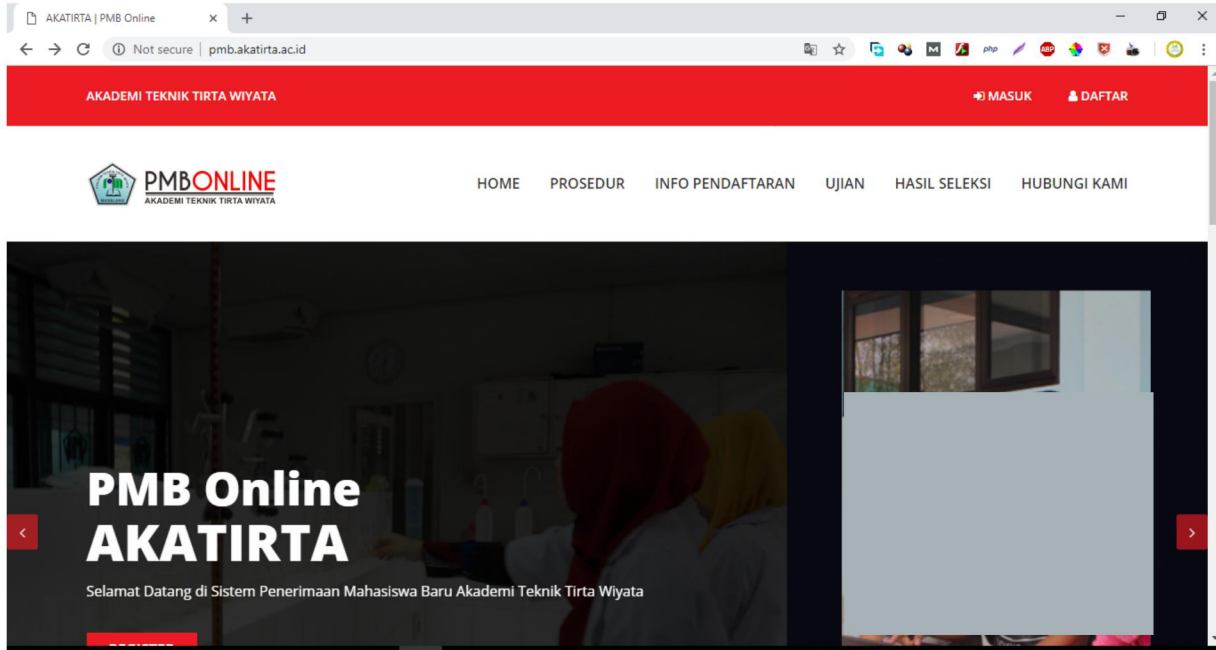 AKATIRTA | PMB Online
Not secure | pmb.akatirta.ac.id
AKADEMI TEKNIK TIRTA WIYATA
MASUK
DAFTAR
PMBONLINE
AKADEMI TEKNIK TIRTA WIYATA
HOME
PROSEDUR
INFO PENDAFTARAN
UJIAN
HASIL SELEKSI
HUBUNGI KAMI
PMB Online
AKATIRTA
Selamat Datang di Sistem Penerimaan Mahasiswa Baru Akademi Teknik Tirta Wiyata
REGISTER